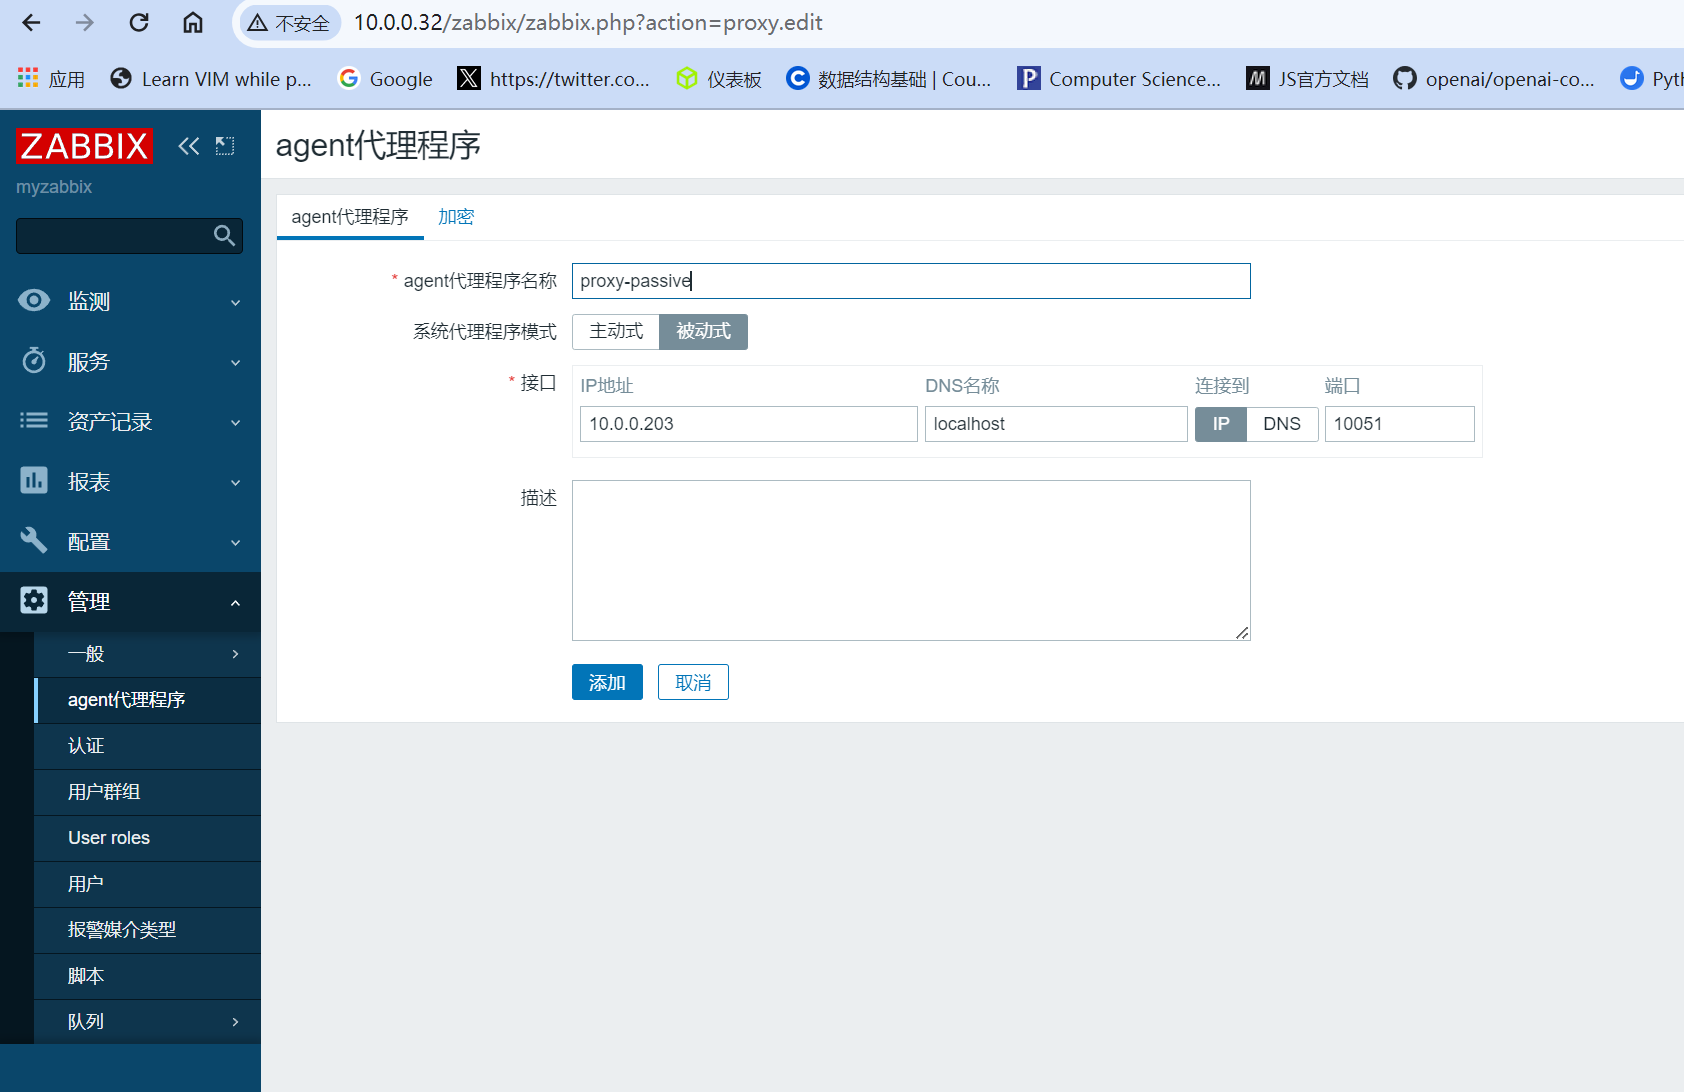 不安全 10.0.0.32/zabbix/zabbix.php?action=proxy.edit
应用 Learn VIM while p... Google https://twitter.co... 仪表板 数据结构基础 | Cou... Computer Science... JS官方文档 openai/openai-co... Pyt
ZABBIX
myzabbix
监测
服务
资产记录
报表
配置
管理
一般
agent代理程序
认证
用户群组
User roles
用户
报警媒介类型
脚本
队列
agent代理程序
agent代理程序 加密
* agent代理程序名称 proxy-passive
系统代理程序模式 主动式 被动式
* 接口 IP地址 DNS名称 连接到 端口
10.0.0.203 localhost IP DNS 10051
描述
添加 取消